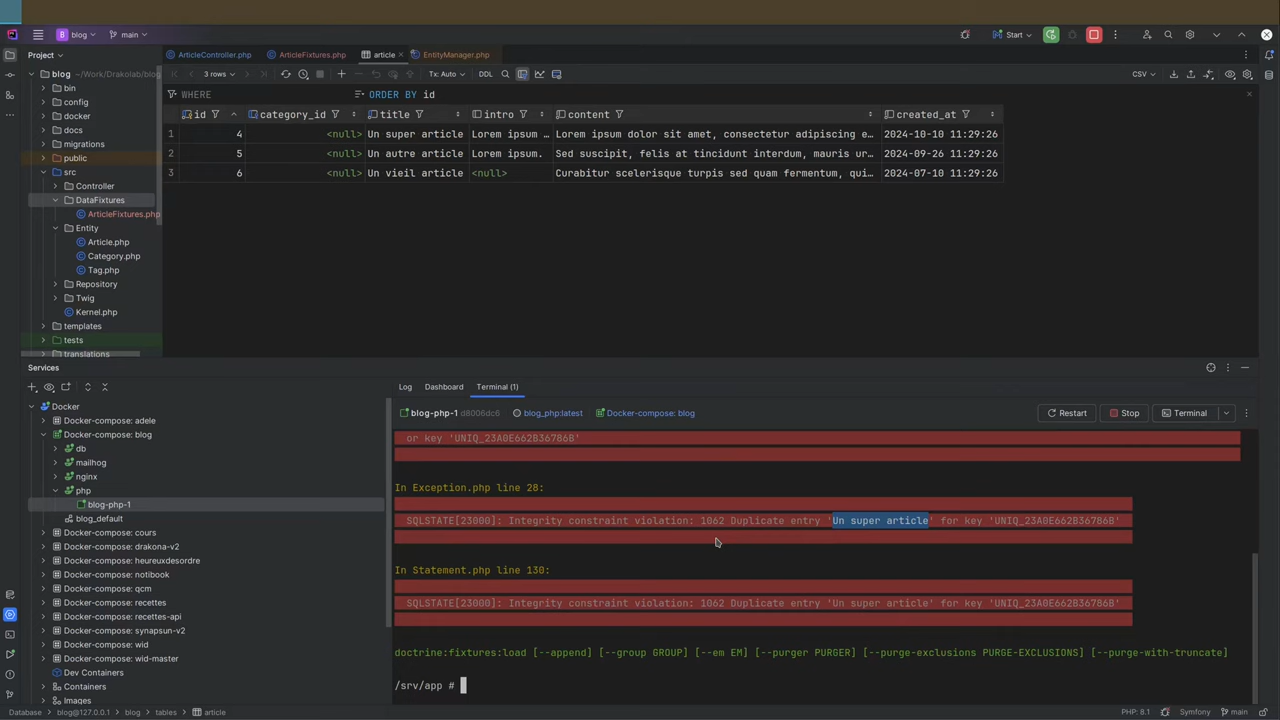 B blog main Start
Project ArticleController.php ArticleFixtures.php article EntityManager.php
blog ~/Work/Drakolab/blog 3 rows Tx: Auto DDL CSV
bin
WHERE ORDER BY id
config
id category_id title intro content created_at
docker
1 4 <null> Un super article Lorem ipsum … Lorem ipsum dolor sit amet, consectetur adipiscing e… 2024-10-10 11:29:26
docs
migrations
2 5 <null> Un autre article Lorem ipsum. Sed suscipit, felis at tincidunt interdum, mauris ur… 2024-09-26 11:29:26
public
3 6 <null> Un vieil article <null> Curabitur scelerisque turpis sed quam fermentum, qui… 2024-07-10 11:29:26
src
Controller
DataFixtures
ArticleFixtures.php
Entity
Article.php
Category.php
Tag.php
Repository
Twig
Kernel.php
templates
tests
translations
Services
Log Dashboard Terminal (1)
Docker
blog-php-1 d8006dc6 blog_php:latest Docker-compose: blog Restart Stop Terminal
Docker-compose: adele
Docker-compose: blog
db
mailhog
nginx
php
blog-php-1
blog_default
Docker-compose: cours
Docker-compose: drakona-v2
Docker-compose: heureuxdesordre
Docker-compose: notibook
Docker-compose: qcm
Docker-compose: recettes
Docker-compose: recettes-api
Docker-compose: synapsun-v2
Docker-compose: wid
Docker-compose: wid-master
Dev Containers
Containers
Images
or key 'UNIQ_23A0E662B36786B'
In Exception.php line 28:
SQLSTATE[23000]: Integrity constraint violation: 1062 Duplicate entry 'Un super article' for key 'UNIQ_23A0E662B36786B'
In Statement.php line 130:
SQLSTATE[23000]: Integrity constraint violation: 1062 Duplicate entry 'Un super article' for key 'UNIQ_23A0E662B36786B'
doctrine:fixtures:load [--append] [--group GROUP] [--em EM] [--purger PURGER] [--purge-exclusions PURGE-EXCLUSIONS] [--purge-with-truncate]
/srv/app #
Database blog@127.0.0.1 blog tables article PHP: 8.1 Symfony main